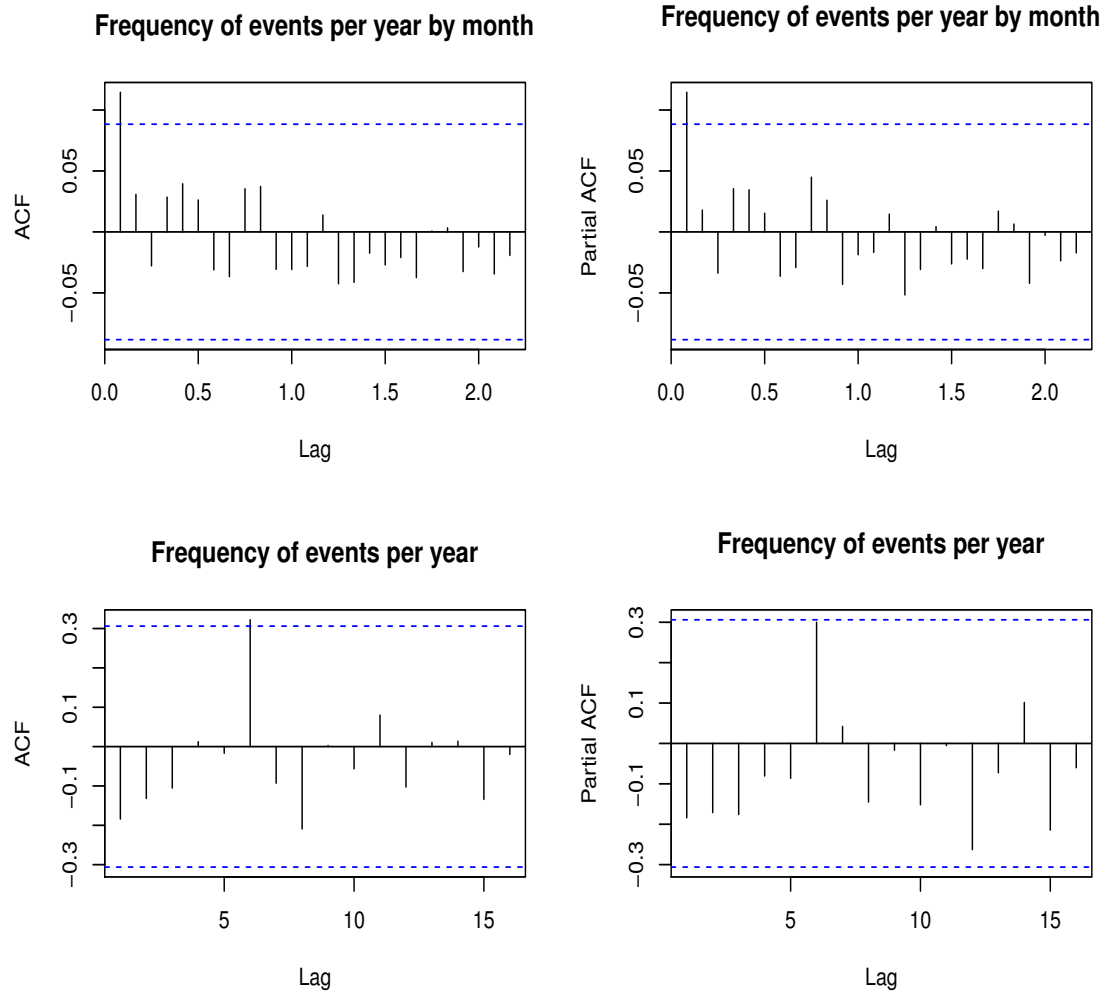 Frequency of events per year by month
ACF
0.05
−0.05
0.0 0.5 1.0 1.5 2.0
Lag
Frequency of events per year by month
Partial ACF
0.05
−0.05
0.0 0.5 1.0 1.5 2.0
Lag
Frequency of events per year
ACF
0.3
0.1
−0.1
−0.3
5 10 15
Lag
Frequency of events per year
Partial ACF
0.3
0.1
−0.1
−0.3
5 10 15
Lag